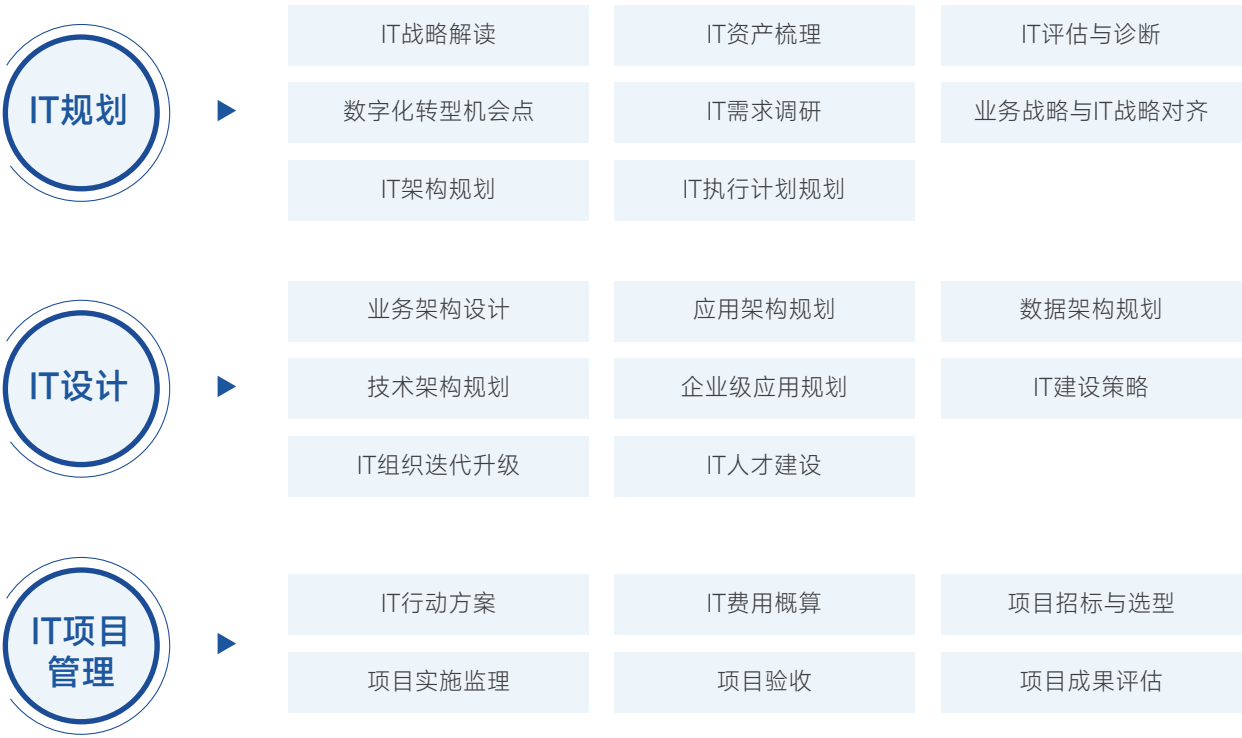 IT规划
IT战略解读
IT资产梳理
IT评估与诊断
数字化转型机会点
IT需求调研
业务战略与IT战略对齐
IT架构规划
IT执行计划规划
IT设计
业务架构设计
应用架构规划
数据架构规划
技术架构规划
企业级应用规划
IT建设策略
IT组织迭代升级
IT人才建设
IT项目
管理
IT行动方案
IT费用概算
项目招标与选型
项目实施监理
项目验收
项目成果评估